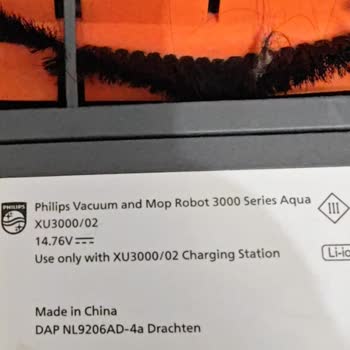 PHILIPS
Philips Vacuum and Mop Robot 3000 Series Aqua
XU3000/02
14.76V
Use only with XU3000/02 Charging Station
III
Li-io
Made in China
DAP NL9206AD-4a Drachten